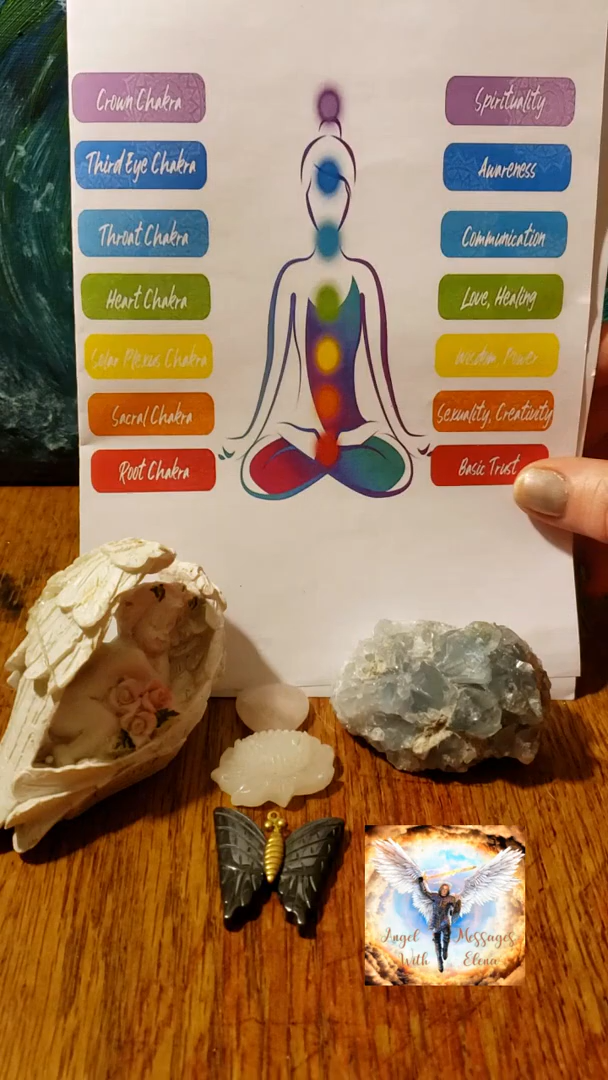 Crown Chakra
Spirituality
Third Eye Chakra
Awareness
Throat Chakra
Communication
Heart Chakra
Love, Healing
Solar Plexus Chakra
Wisdom, Power
Sacral Chakra
Sexuality, Creativity
Root Chakra
Basic Trust
Angel Messages
With Elena